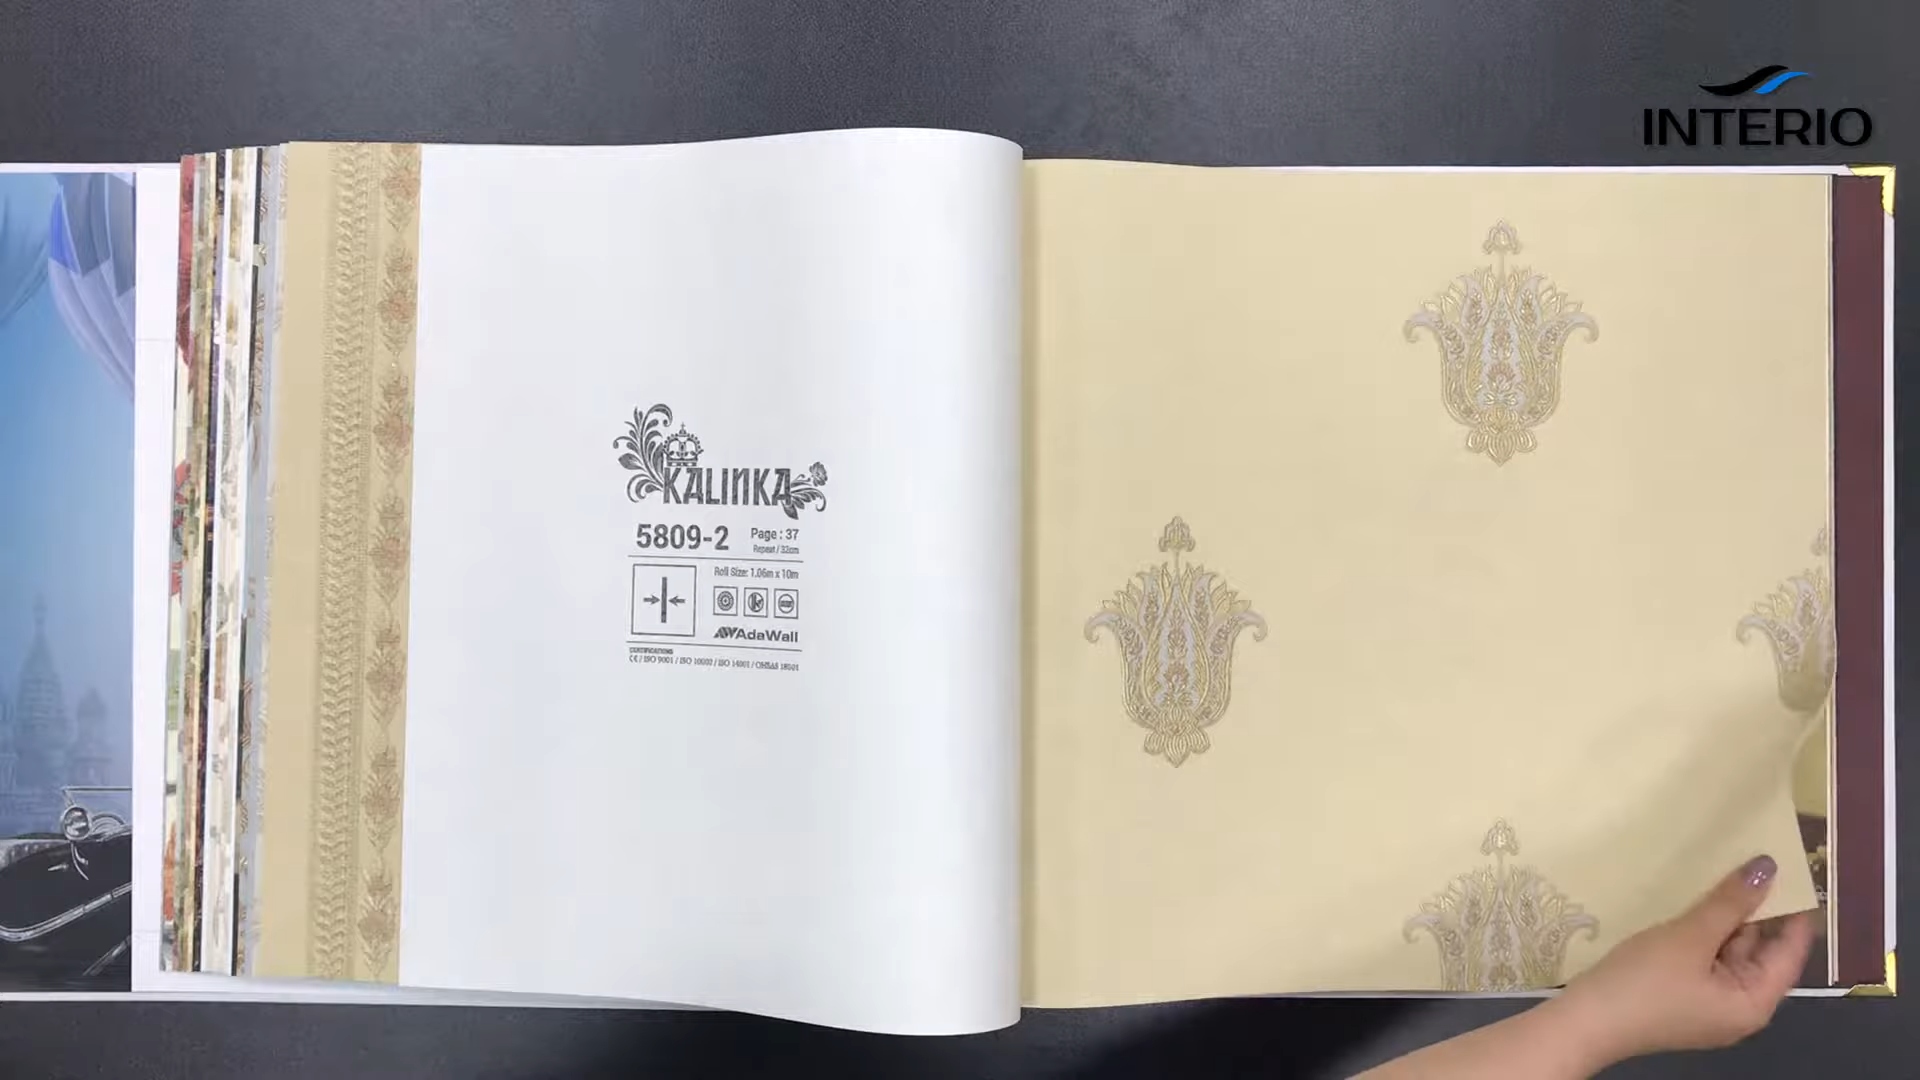 INTERIO
KALINKA
5809-2
Page : 37
Repeat / 32cm
Roll Size: 1.06m x 10m
AdaWall
CERTIFICATIONS
CE / ISO 9001 / ISO 10002 / ISO 14001 / OHSAS 18001